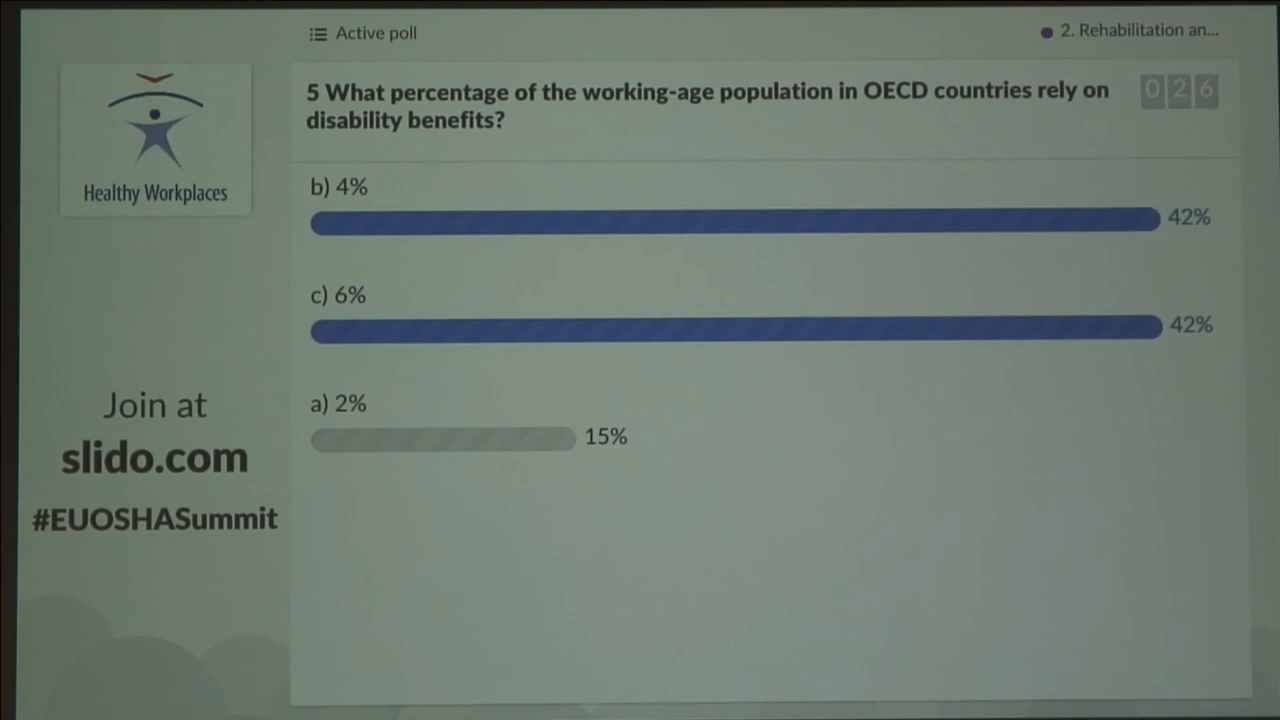 Active poll
2. Rehabilitation an...
Healthy Workplaces
5 What percentage of the working-age population in OECD countries rely on
disability benefits?
026
b) 4%
42%
c) 6%
42%
a) 2%
15%
Join at
slido.com
#EUOSHASummit